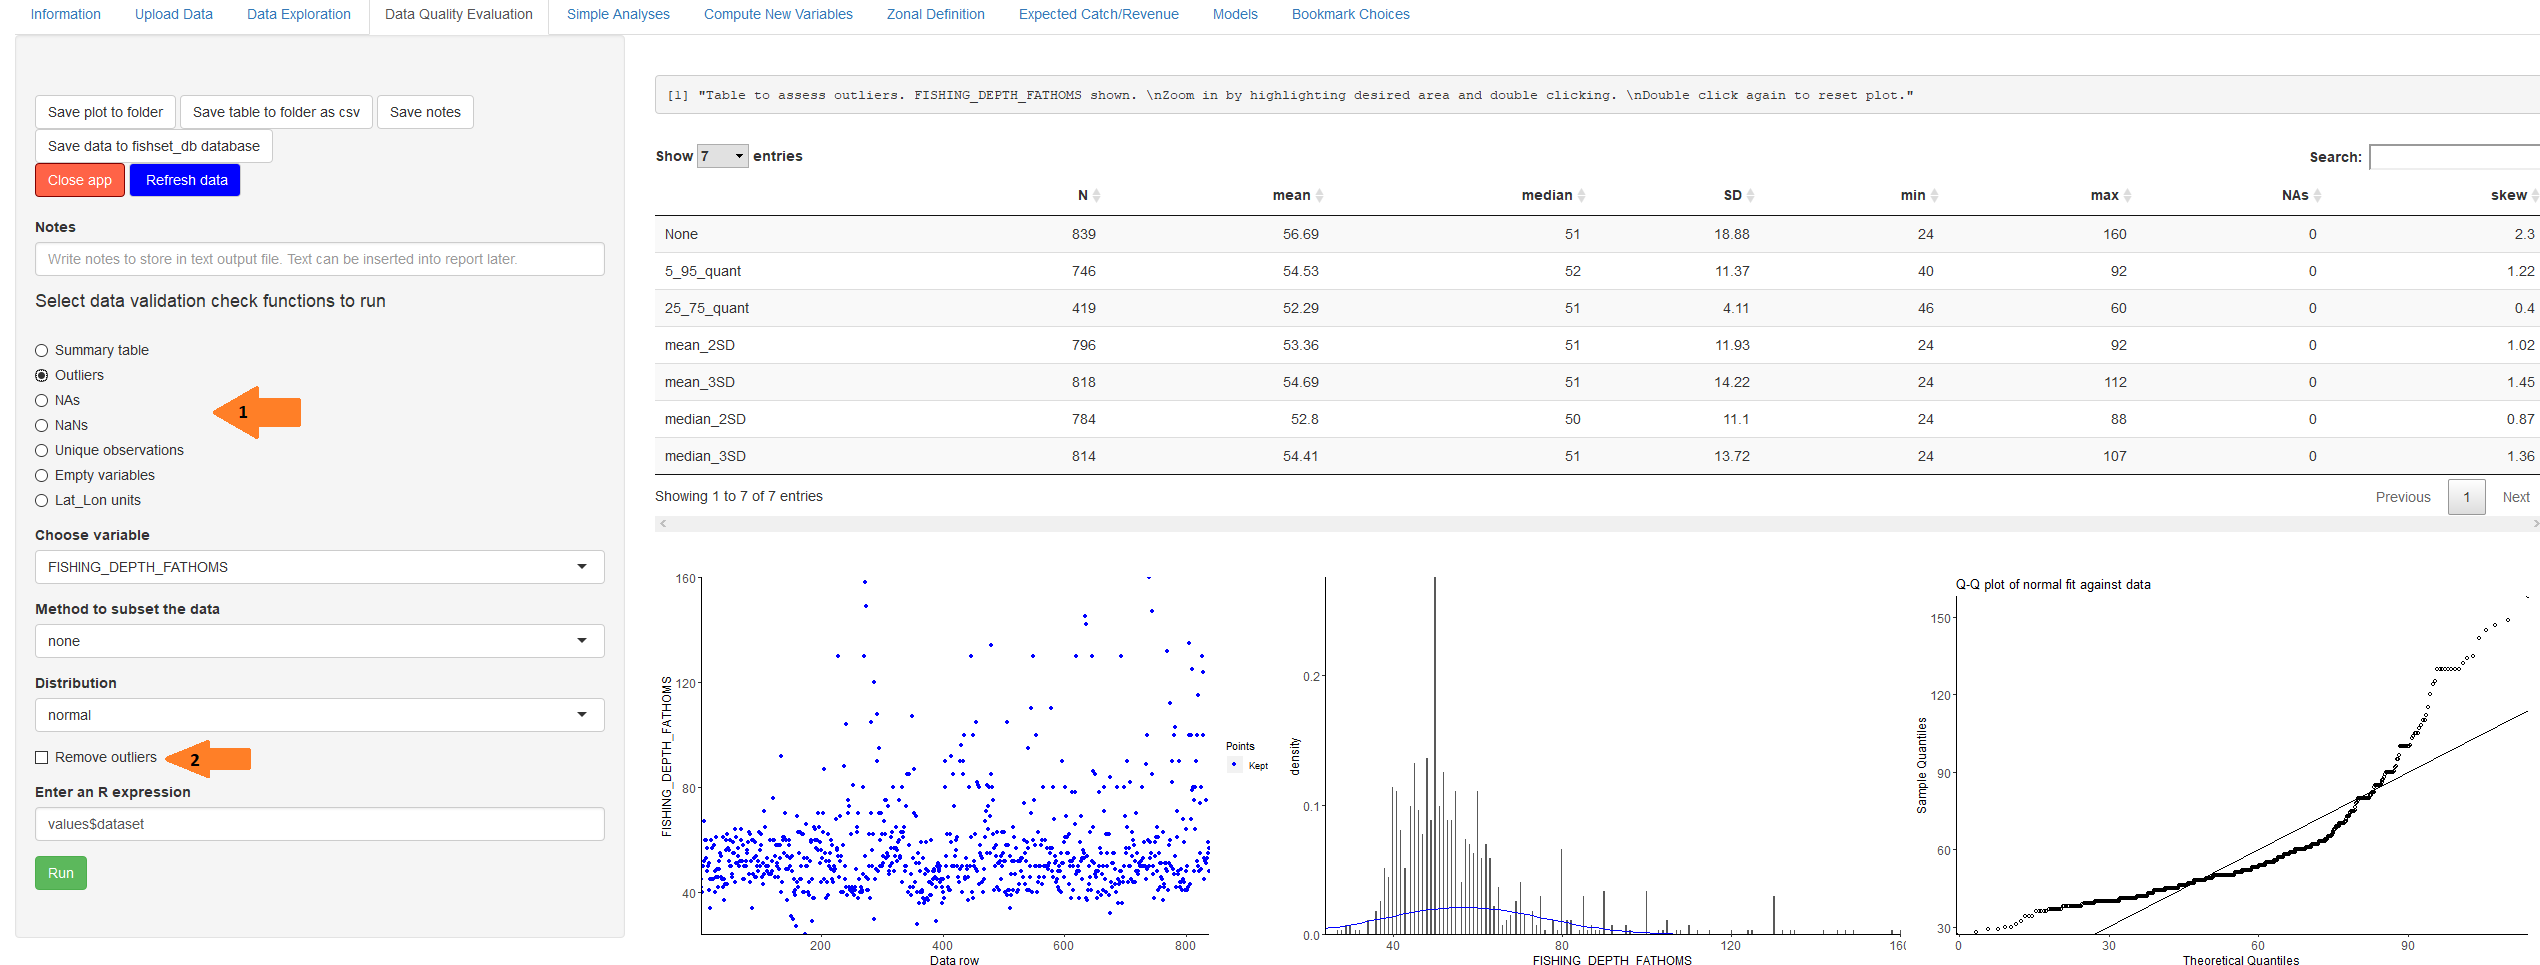 Information Upload Data Data Exploration Data Quality Evaluation Simple Analyses Compute New Variables Zonal Definition Expected Catch/Revenue Models Bookmark Choices
Save plot to folder Save table to folder as csv Save notes
Save data to fishset_db database
Close app Refresh data
Notes
Write notes to store in text output file. Text can be inserted into report later.
Select data validation check functions to run
Summary table
Outliers
NAs
1
NaNs
Unique observations
Empty variables
Lat_Lon units
Choose variable
FISHING_DEPTH_FATHOMS
Method to subset the data
none
Distribution
normal
Remove outliers 2
Enter an R expression
values$dataset
Run
[1] "Table to assess outliers. FISHING_DEPTH_FATHOMS shown. \nZoom in by highlighting desired area and double clicking. \nDouble click again to reset plot."
Show 7 entries Search:
N mean median SD min max NAs skew
None 839 56.69 51 18.88 24 160 0 2.3
5_95_quant 746 54.53 52 11.37 40 92 0 1.22
25_75_quant 419 52.29 51 4.11 46 60 0 0.4
mean_2SD 796 53.36 51 11.93 24 92 0 1.02
mean_3SD 818 54.69 51 14.22 24 112 0 1.45
median_2SD 784 52.8 50 11.1 24 88 0 0.87
median_3SD 814 54.41 51 13.72 24 107 0 1.36
Showing 1 to 7 of 7 entries Previous 1 Next
160
120
80
40
FISHING_DEPTH_FATHOMS
200 400 600 800
Data row
Points
Kept
density
0.2
0.1
0.0
40 80 120 160
FISHING_DEPTH_FATHOMS
Q-Q plot of normal fit against data
Sample Quantiles
150
120
90
60
30
0 30 60 90
Theoretical Quantiles